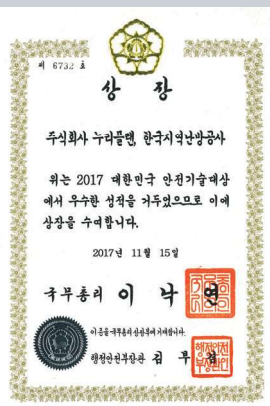 제 6732 호
상 장
주식회사 누리플랜, 한국지역난방공사
위는 2017 대한민국 안전기술대상
에서 우수한 성적을 거두었으므로 이에
상장을 수여합니다.
2017년 11월 15일
국무총리 이 낙 연
이 증을 국무총리 상장부에 기재합니다.
행정안전부장관 김 부 겸